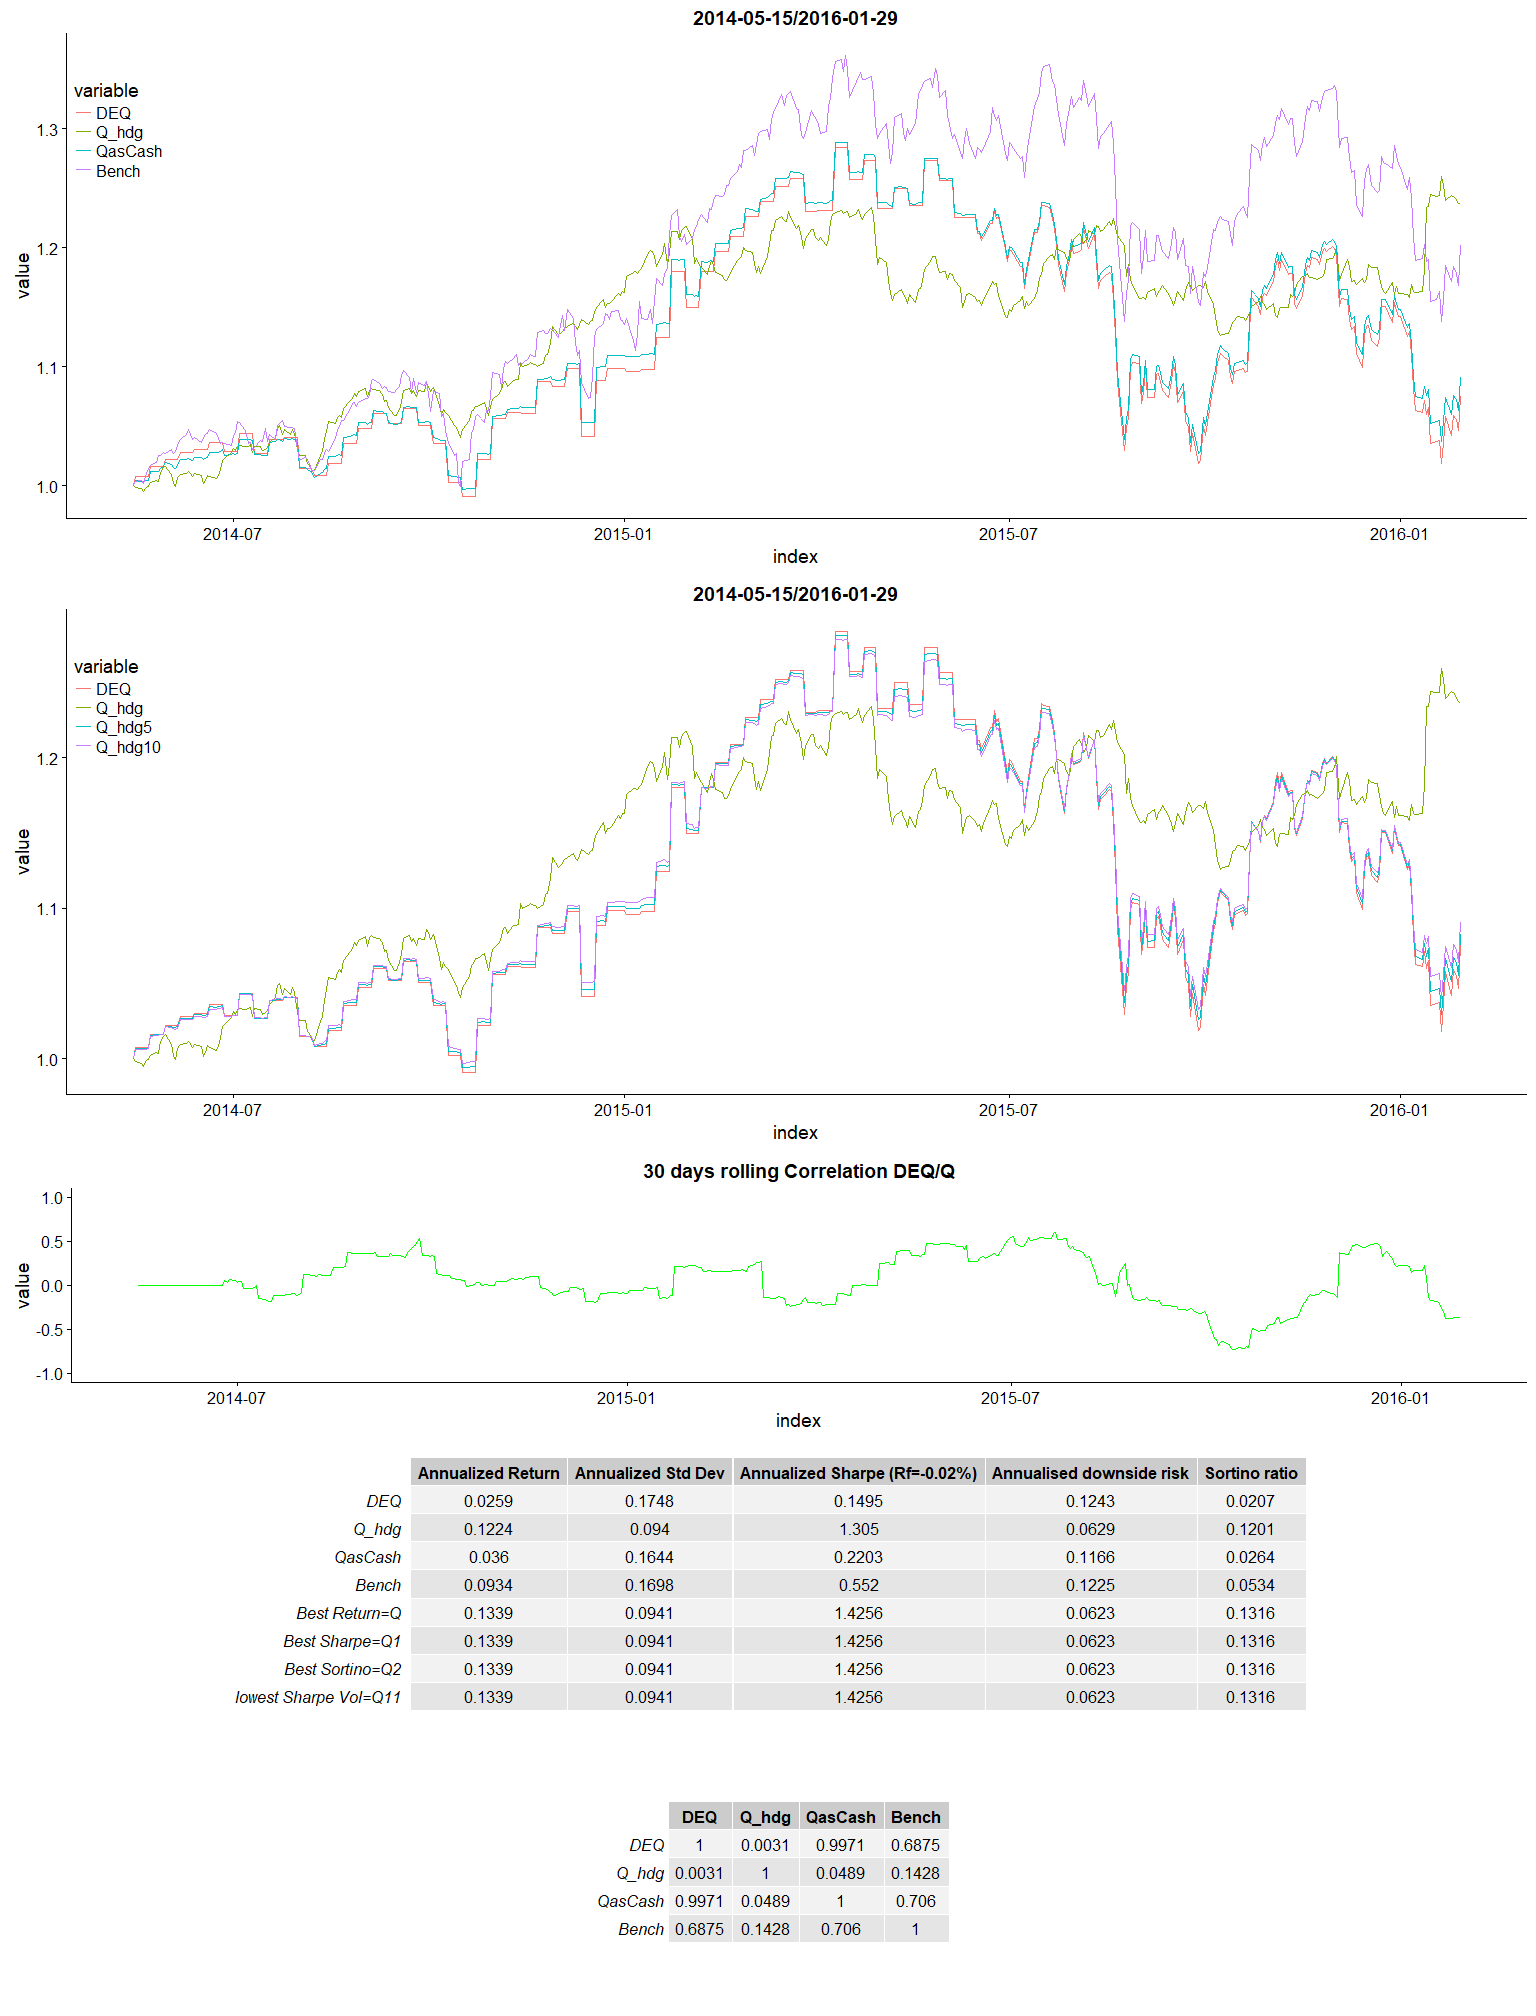 2014-05-15/2016-01-29
variable
DEQ
Q_hdg
QasCash
Bench
1.3
1.2
1.1
1.0
value
2014-07 2015-01 2015-07 2016-01
index
2014-05-15/2016-01-29
variable
DEQ
Q_hdg
Q_hdg5
Q_hdg10
1.2
1.1
1.0
value
2014-07 2015-01 2015-07 2016-01
index
30 days rolling Correlation DEQ/Q
1.0
0.5
0.0
-0.5
-1.0
value
2014-07 2015-01 2015-07 2016-01
index
Annualized Return Annualized Std Dev Annualized Sharpe (Rf=-0.02%) Annualised downside risk Sortino ratio
DEQ 0.0259 0.1748 0.1495 0.1243 0.0207
Q_hdg 0.1224 0.094 1.305 0.0629 0.1201
QasCash 0.036 0.1644 0.2203 0.1166 0.0264
Bench 0.0934 0.1698 0.552 0.1225 0.0534
Best Return=Q 0.1339 0.0941 1.4256 0.0623 0.1316
Best Sharpe=Q1 0.1339 0.0941 1.4256 0.0623 0.1316
Best Sortino=Q2 0.1339 0.0941 1.4256 0.0623 0.1316
lowest Sharpe Vol=Q11 0.1339 0.0941 1.4256 0.0623 0.1316
DEQ Q_hdg QasCash Bench
DEQ 1 0.0031 0.9971 0.6875
Q_hdg 0.0031 1 0.0489 0.1428
QasCash 0.9971 0.0489 1 0.706
Bench 0.6875 0.1428 0.706 1